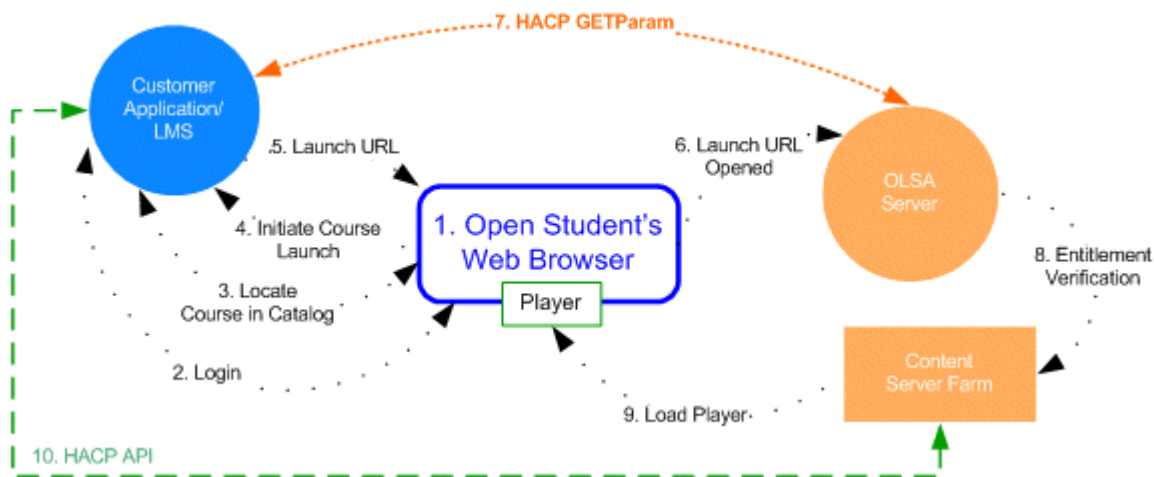 7. HACP GETParam
Customer
Application/
LMS
5. Launch URL
6. Launch URL
Opened
OLSA
Server
4. Initiate Course
Launch
1. Open Student's
Web Browser
8. Entitlement
Verification
3. Locate
Course in Catalog
Player
2. Login
Content
Server Farm
9. Load Player
10. HACP API